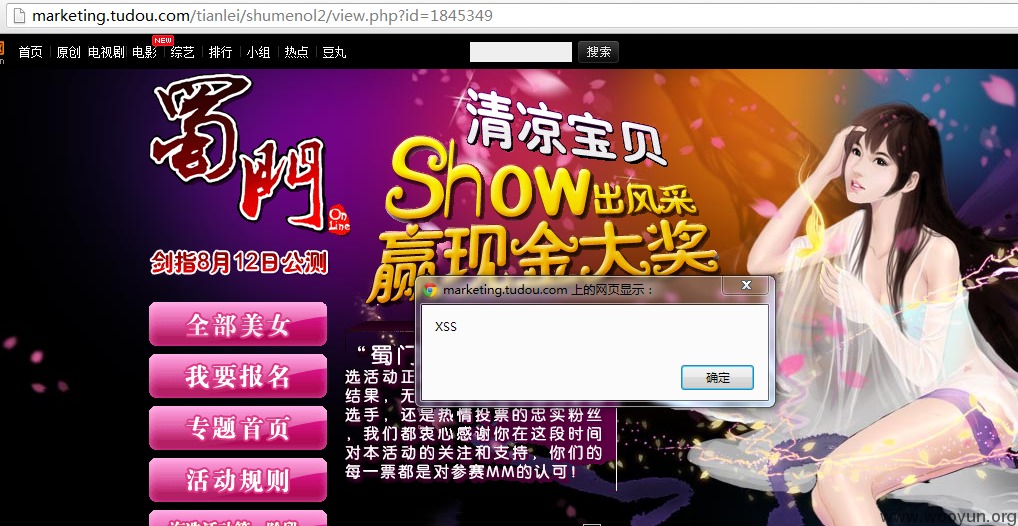 marketing.tudou.com/tianlei/shumenol2/view.php?id=1845349
首页 原创 电视剧 电影 NEW 综艺 排行 小组 热点 豆丸 搜索
蜀門
On Line
剑指8月12日公测
清凉宝贝
Show出风采
赢现金大奖
marketing.tudou.com 上的网页显示：
XSS
确定
全部美女
我要报名
专题首页
活动规则
“蜀门
选活动正
结果，无
选手，还是热情投票的忠实粉丝
，我们都衷心感谢你在这段时间
对本活动的关注和支持，你们的
每一票都是对参赛MM的认可！
www.wooyun.org